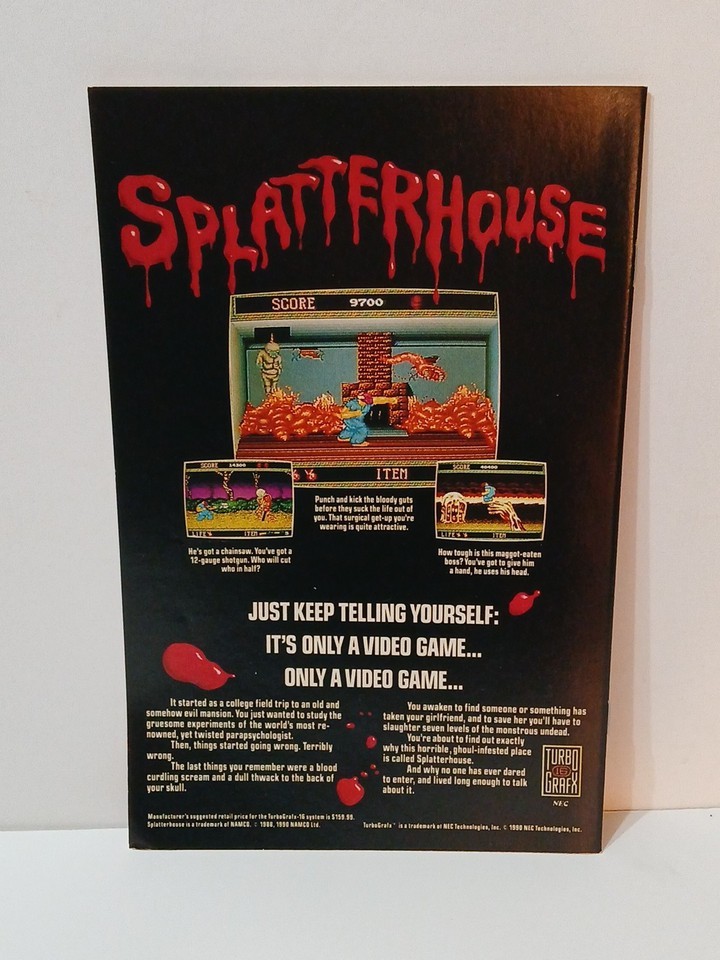 SPLATTERHOUSE
SCORE 9700
ITEM
SCORE 14300
LIFE'S ITEM
SCORE 40400
LIFE'S ITEM
Punch and kick the bloody guts
before they suck the life out of
you. That surgical get-up you're
wearing is quite attractive.
He's got a chainsaw. You've got a
12-gauge shotgun. Who will cut
who in half?
How tough is this maggot-eaten
boss? You've got to give him
a hand, he uses his head.
JUST KEEP TELLING YOURSELF:
IT'S ONLY A VIDEO GAME...
ONLY A VIDEO GAME...
It started as a college field trip to an old and
somehow evil mansion. You just wanted to study the
gruesome experiments of the world's most re-
nowned, yet twisted parapsychologist.
Then, things started going wrong. Terribly
wrong.
The last things you remember were a blood
curdling scream and a dull thwack to the back of
your skull.
You awaken to find someone or something has
taken your girlfriend, and to save her you'll have to
slaughter seven levels of the monstrous undead.
You're about to find out exactly
why this horrible, ghoul-infested place
is called Splatterhouse.
And why no one has ever dared
to enter, and lived long enough to talk
about it.
TURBO
16
GRAFX
NEC
Manufacturer's suggested retail price for the TurboGrafx-16 system is $159.99.
Splatterhouse is a trademark of NAMCO. © 1988, 1990 NAMCO Ltd.
TurboGrafx™ is a trademark of NEC Technologies, Inc. © 1990 NEC Technologies, Inc.